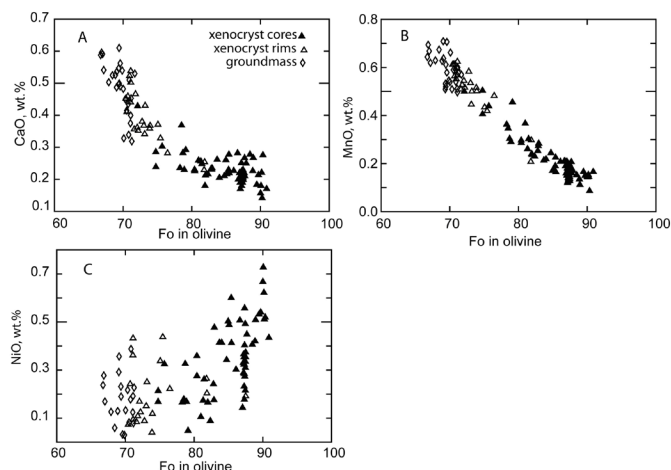 A
xenocryst cores
xenocryst rims
groundmass
0.7
0.6
0.5
0.4
0.3
0.2
0.1
CaO, wt.%
60 70 80 90 100
Fo in olivine
B
0.8
0.6
0.4
0.2
0.0
MnO, wt.%
60 70 80 90 100
Fo in olivine
C
0.7
0.5
0.3
0.1
NiO, wt.%
60 70 80 90 100
Fo in olivine